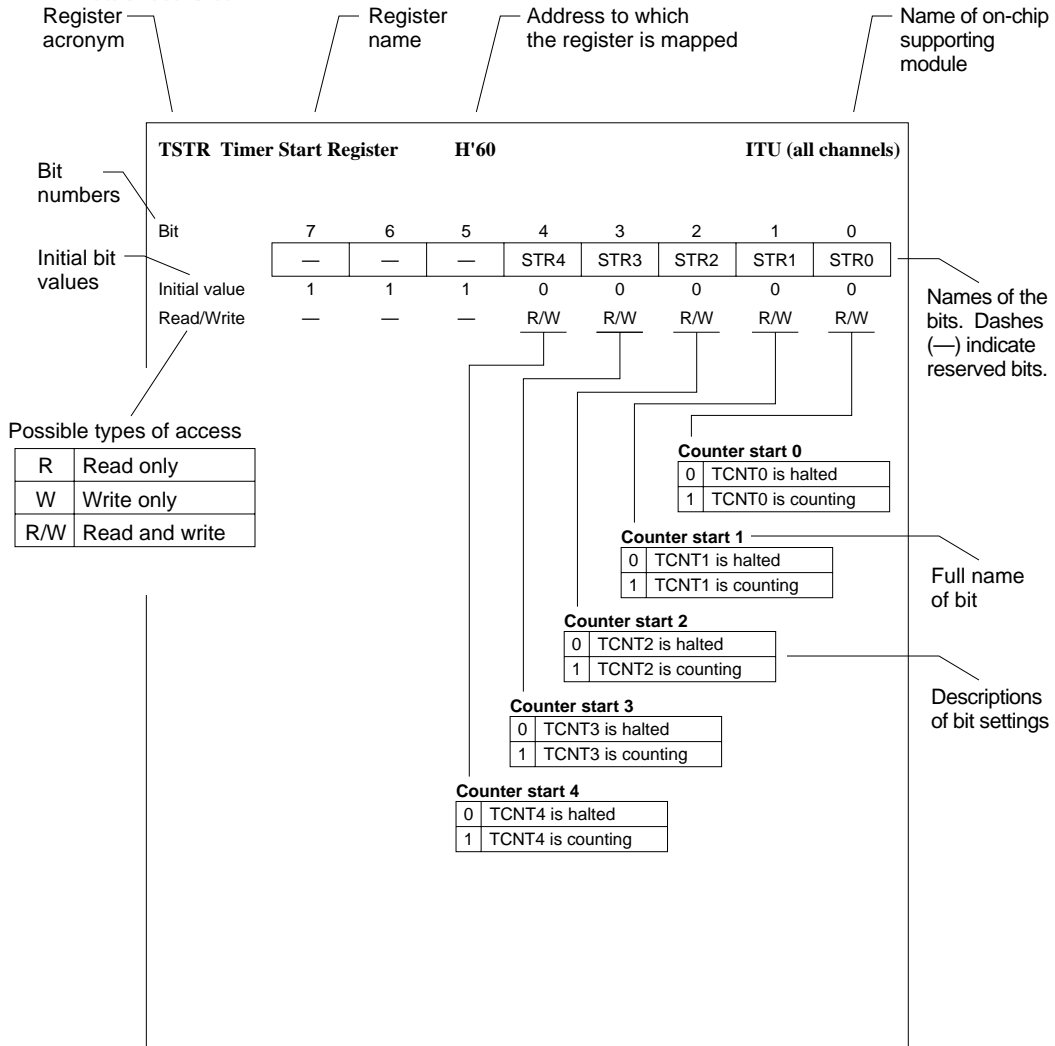 Register
acronym
Register
name
Address to which
the register is mapped
Name of on-chip
supporting
module
TSTR Timer Start Register H'60 ITU (all channels)
Bit
numbers
Bit 7 6 5 4 3 2 1 0
— — — STR4 STR3 STR2 STR1 STR0
Initial bit
values
Initial value 1 1 1 0 0 0 0 0
Read/Write — — — R/W R/W R/W R/W R/W
Names of the
bits. Dashes
(—) indicate
reserved bits.
Possible types of access
R Read only
W Write only
R/W Read and write
Counter start 0
0 TCNT0 is halted
1 TCNT0 is counting
Counter start 1
0 TCNT1 is halted
1 TCNT1 is counting
Full name
of bit
Counter start 2
0 TCNT2 is halted
1 TCNT2 is counting
Descriptions
of bit settings
Counter start 3
0 TCNT3 is halted
1 TCNT3 is counting
Counter start 4
0 TCNT4 is halted
1 TCNT4 is counting